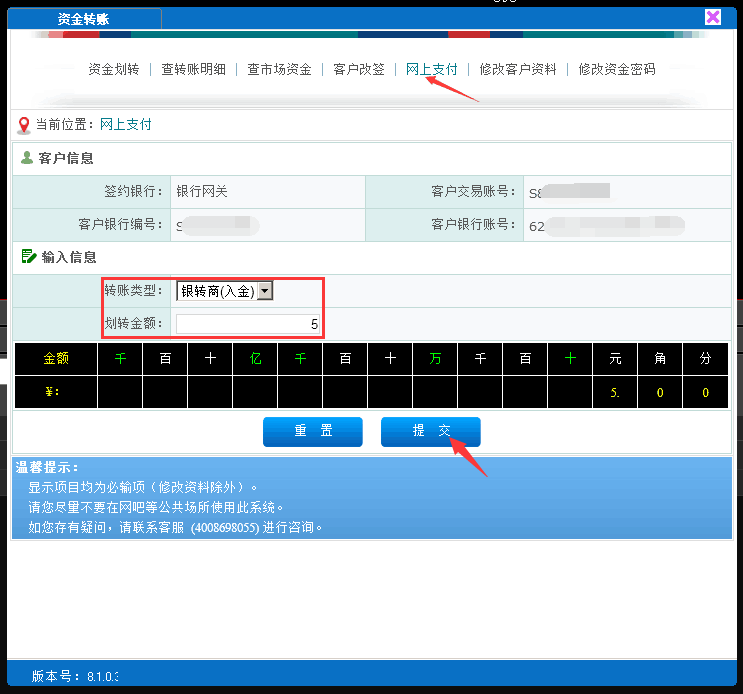 资金转账
资金划转 | 查转账明细 | 查市场资金 | 客户改签 | 网上支付 | 修改客户资料 | 修改资金密码
当前位置：网上支付
客户信息
签约银行： 银行网关 客户交易账号： S8
客户银行编号： S 客户银行账号： 62
输入信息
转账类型： 银转商(入金)
划转金额： 5
金额 千 百 十 亿 千 百 十 万 千 百 十 元 角 分
¥： 5. 0 0
重 置 提 交
温馨提示：
显示项目均为必输项（修改资料除外）。
请您尽量不要在网吧等公共场所使用此系统。
如您存有疑问，请联系客服 (4008698055) 进行咨询。
版本号：8.1.0.3